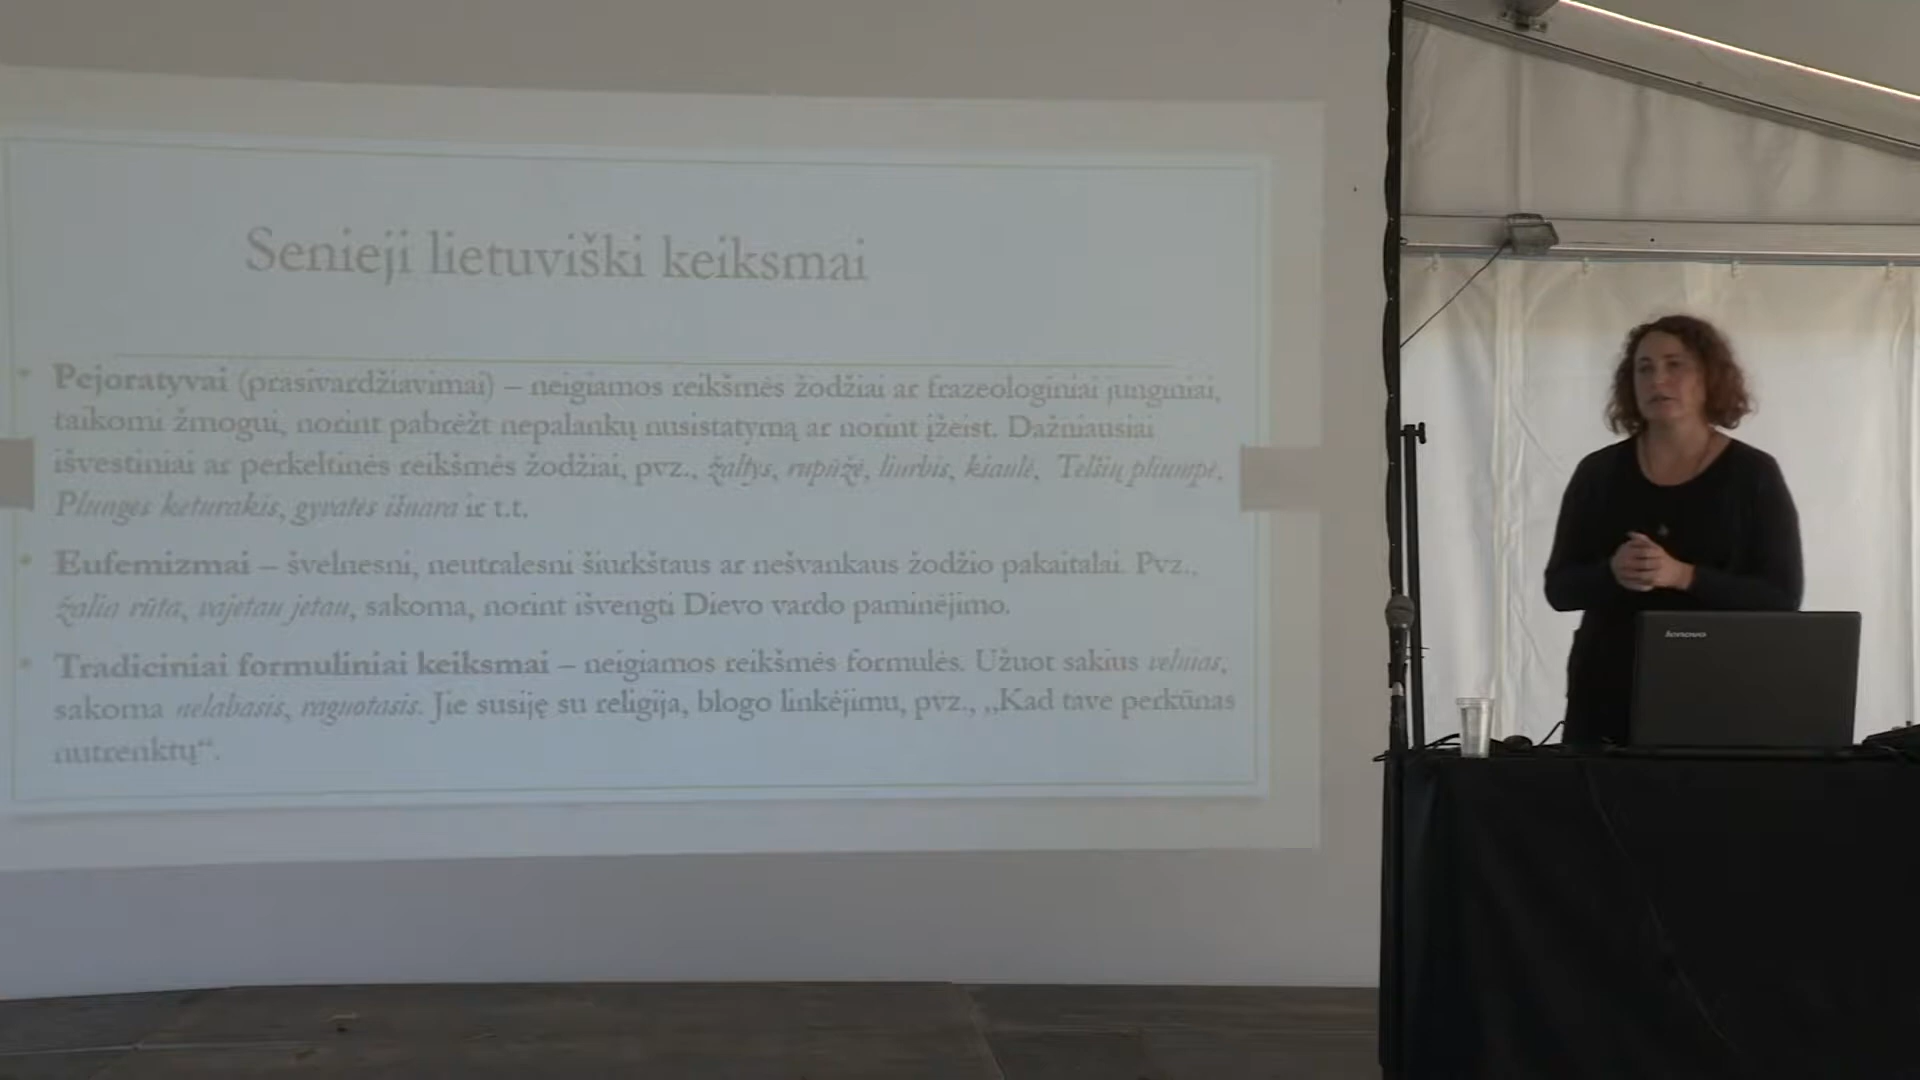 Senieji lietuviški keiksmai
• Pejoratyvai (prasivardžiavimai) – neigiamos reikšmės žodžiai ar frazeologiniai junginiai,
taikomi žmogui, norint pabrėžt nepalankų nusistatymą ar norint įžeist. Dažniausiai
išvestiniai ar perkeltinės reikšmės žodžiai, pvz., žaltys, rupūžė, liurbis, kiaulė, Telšių pliumpė,
Plungės keturakis, gyvatės išnara ir t.t.
• Eufemizmai – švelnesni, neutralesni šiurkštaus ar nešvankaus žodžio pakaitalai. Pvz.,
žalia rūta, vajetau jetau, sakoma, norint išvengti Dievo vardo paminėjimo.
• Tradiciniai formuliniai keiksmai – neigiamos reikšmės formulės. Užuot sakius velnias,
sakoma nelabasis, raguotasis. Jie susiję su religija, blogo linkėjimu, pvz., „Kad tave perkūnas
nutrenktų“.
lenovo